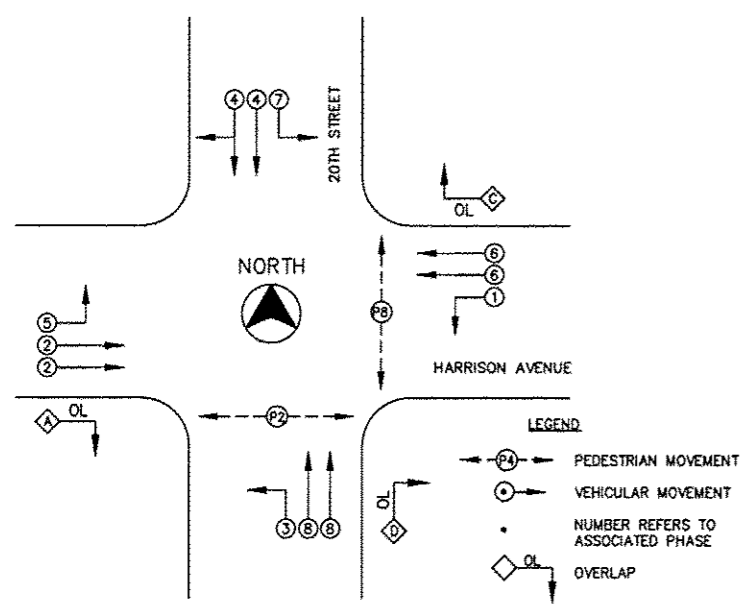 4 4 7
20TH STREET
C
OL
6
6
1
NORTH
P8
5
2
2
HARRISON AVENUE
A OL
P2
3 8 8
OL
D
LEGEND
P4 PEDESTRIAN MOVEMENT
VEHICULAR MOVEMENT
NUMBER REFERS TO
ASSOCIATED PHASE
OL OVERLAP